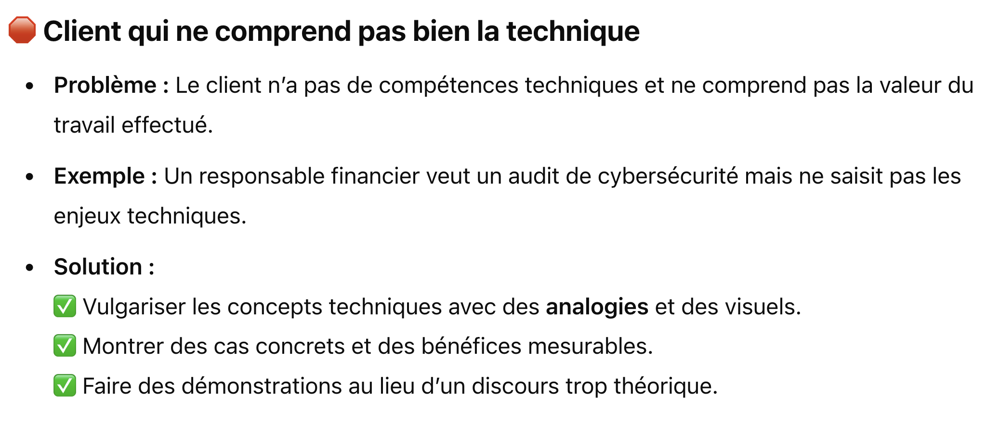 🛑 Client qui ne comprend pas bien la technique
• Problème : Le client n’a pas de compétences techniques et ne comprend pas la valeur du
travail effectué.
• Exemple : Un responsable financier veut un audit de cybersécurité mais ne saisit pas les
enjeux techniques.
• Solution :
✅ Vulgariser les concepts techniques avec des analogies et des visuels.
✅ Montrer des cas concrets et des bénéfices mesurables.
✅ Faire des démonstrations au lieu d’un discours trop théorique.